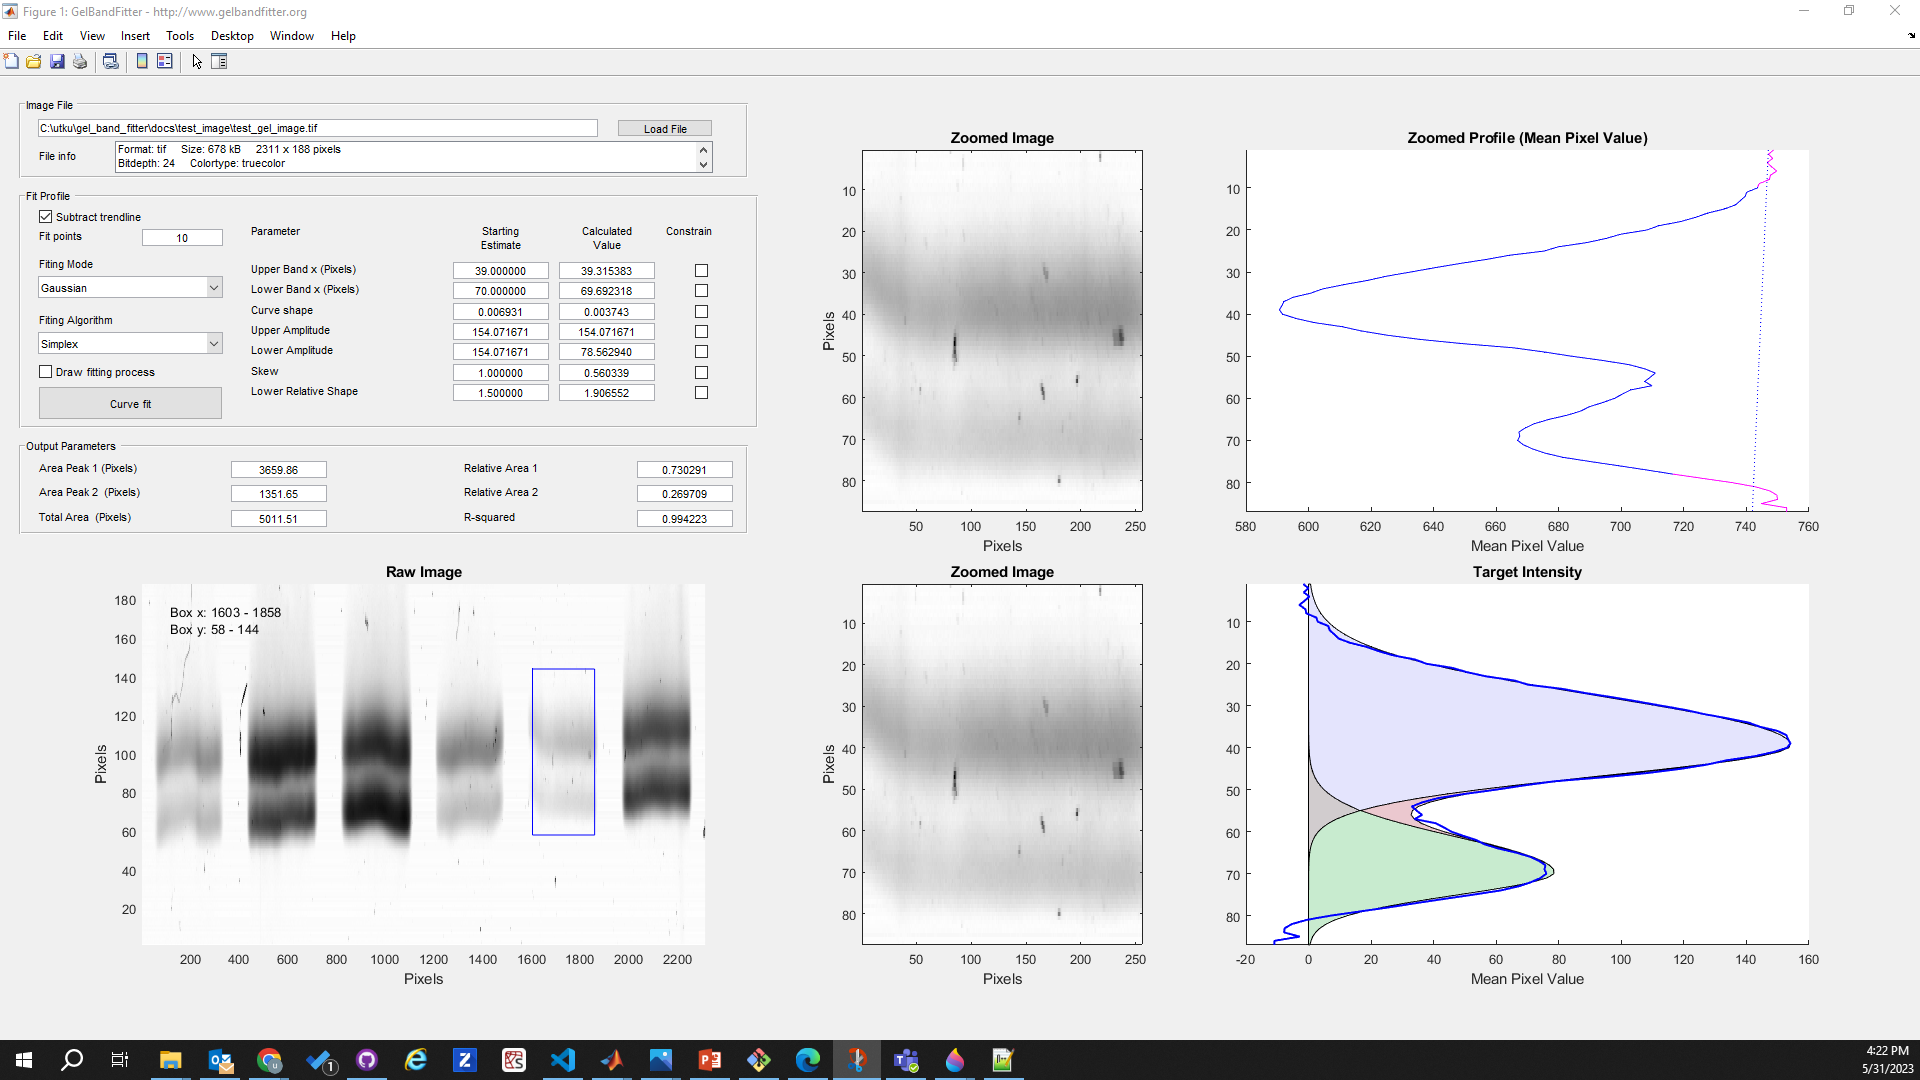 Figure 1: GelBandFitter - http://www.gelbandfitter.org
File Edit View Insert Tools Desktop Window Help
Image File
C:\utku\gel_band_fitter\docs\test_image\test_gel_image.tif
Load File
File info
Format: tif Size: 678 kB 2311 x 188 pixels
Bitdepth: 24 Colortype: truecolor
Fit Profile
Subtract trendline
Fit points 10
Fiting Mode
Gaussian
Fiting Algorithm
Simplex
Draw fitting process
Curve fit
Parameter Starting Estimate Calculated Value Constrain
Upper Band x (Pixels) 39.000000 39.315383
Lower Band x (Pixels) 70.000000 69.692318
Curve shape 0.006931 0.003743
Upper Amplitude 154.071671 154.071671
Lower Amplitude 154.071671 78.562940
Skew 1.000000 0.560339
Lower Relative Shape 1.500000 1.906552
Output Parameters
Area Peak 1 (Pixels) 3659.86 Relative Area 1 0.730291
Area Peak 2 (Pixels) 1351.65 Relative Area 2 0.269709
Total Area (Pixels) 5011.51 R-squared 0.994223
Zoomed Image
10
20
30
40
50
60
70
80
Pixels
50 100 150 200 250
Pixels
Zoomed Profile (Mean Pixel Value)
10
20
30
40
50
60
70
80
580 600 620 640 660 680 700 720 740 760
Mean Pixel Value
Raw Image
Box x: 1603 - 1858
Box y: 58 - 144
180
160
140
120
100
80
60
40
20
Pixels
200 400 600 800 1000 1200 1400 1600 1800 2000 2200
Pixels
Zoomed Image
10
20
30
40
50
60
70
80
Pixels
50 100 150 200 250
Pixels
Target Intensity
10
20
30
40
50
60
70
80
-20 0 20 40 60 80 100 120 140 160
Mean Pixel Value
4:22 PM
5/31/2023